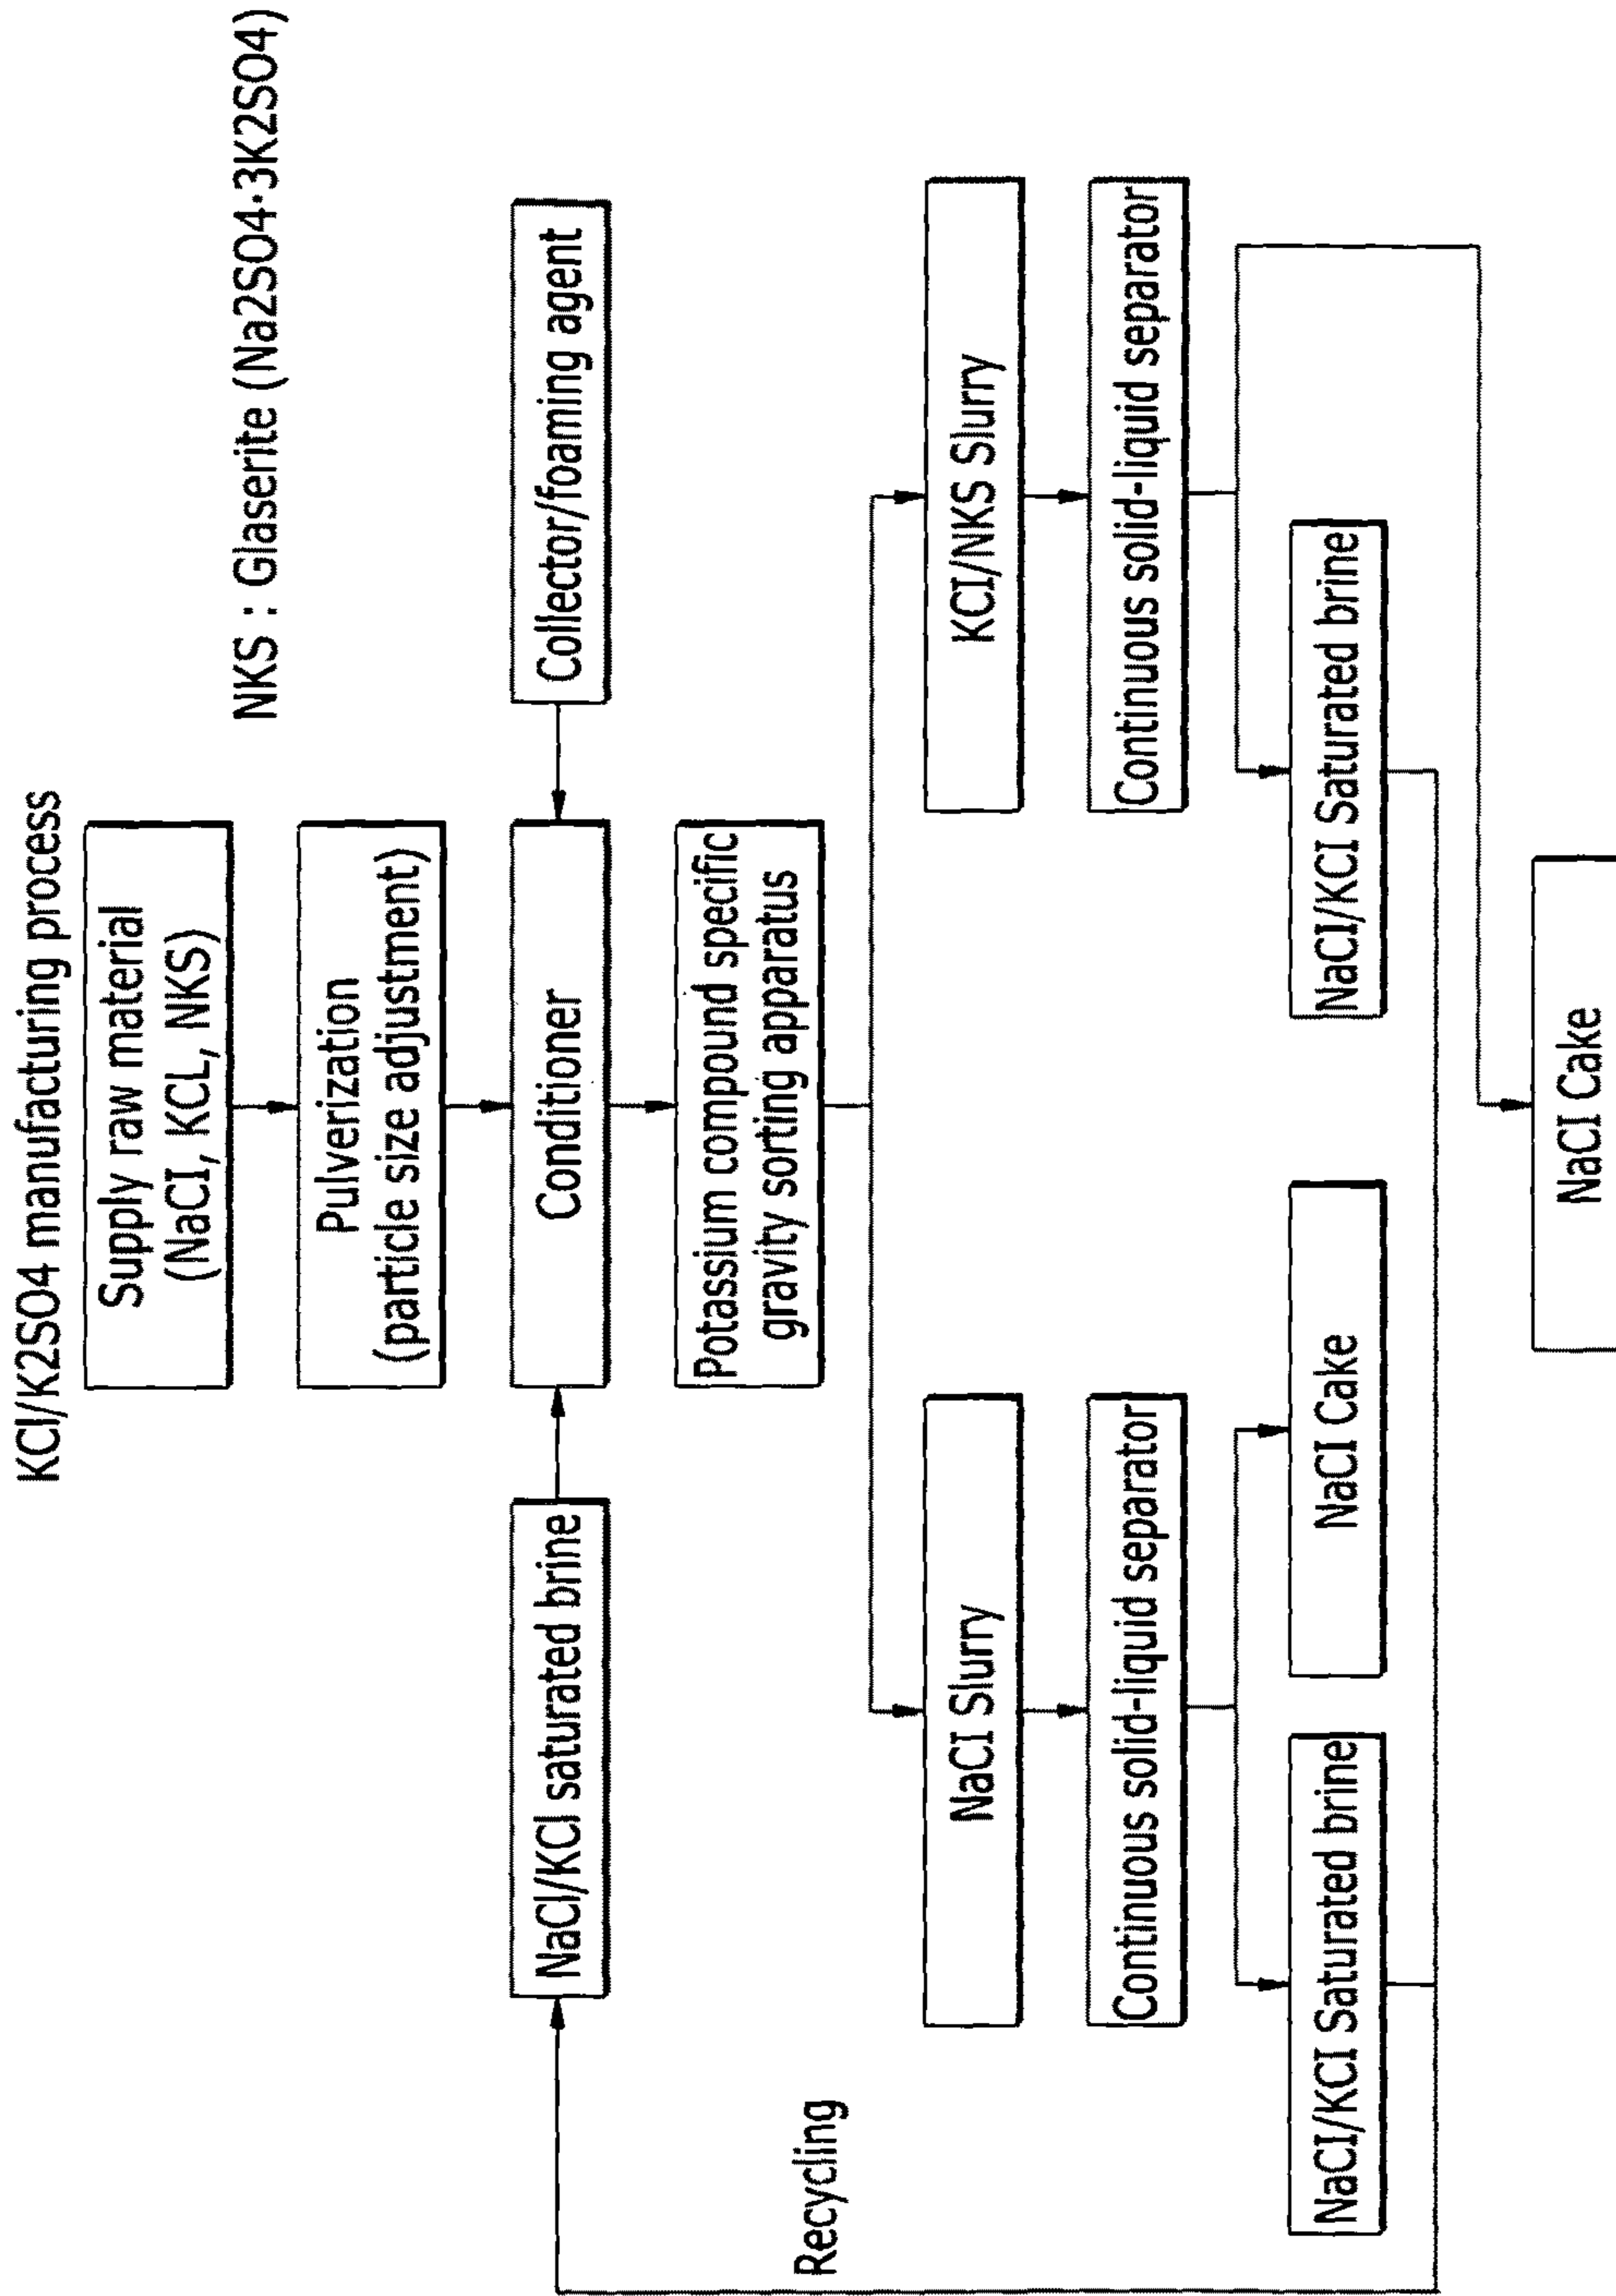 KCl/K2SO4 manufacturing process
NKS : Glaserite (Na2SO4·3K2SO4)
Supply raw material
(NaCl, KCL, NKS)
Pulverization
(particle size adjustment)
NaCl/KCl saturated brine
Conditioner
Collector/foaming agent
Potassium compound specific
gravity sorting apparatus
Recycling
NaCl Slurry
KCl/NKS Slurry
Continuous solid-liquid separator
Continuous solid-liquid separator
NaCl/KCl Saturated brine
NaCl Cake
NaCl/KCl Saturated brine
NaCl Cake